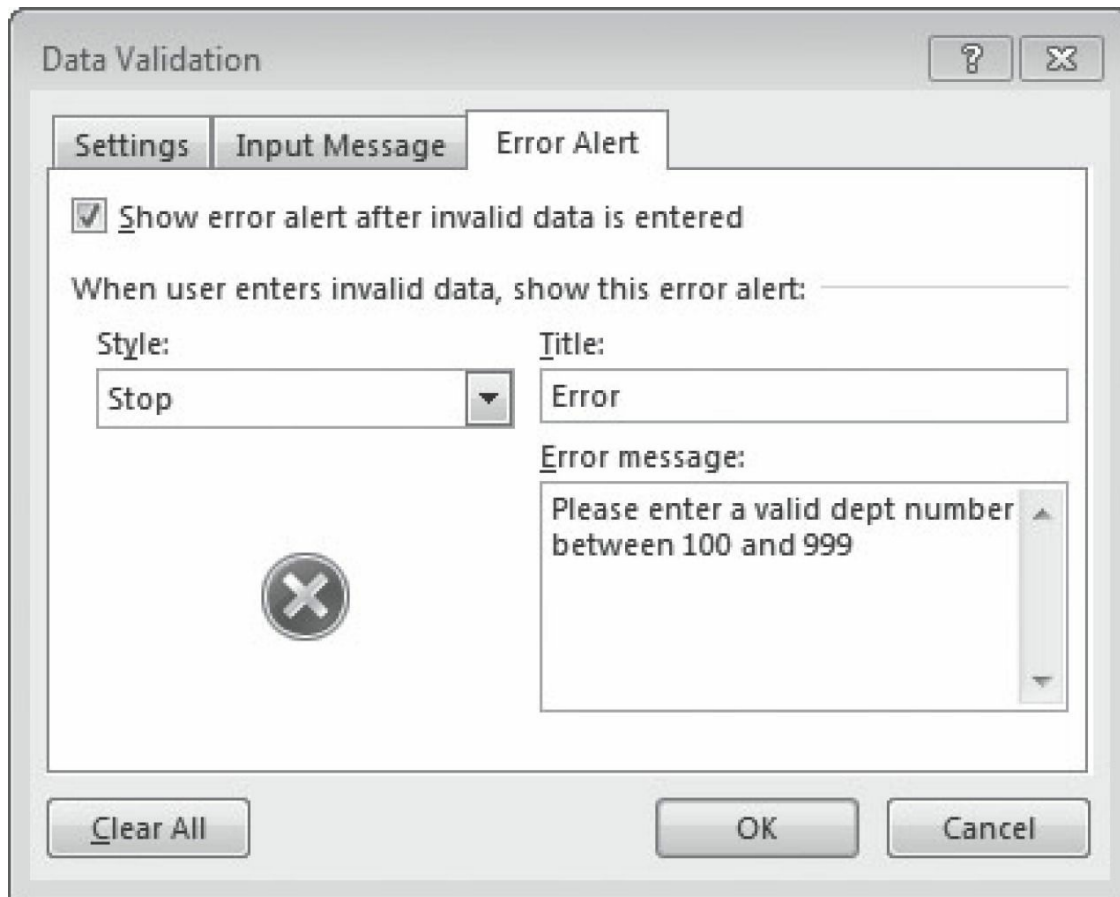 Data Validation
Settings
Input Message
Error Alert
Show error alert after invalid data is entered
When user enters invalid data, show this error alert:
Style:
Stop
Title:
Error
Error message:
Please enter a valid dept number
between 100 and 999
Clear All
OK
Cancel